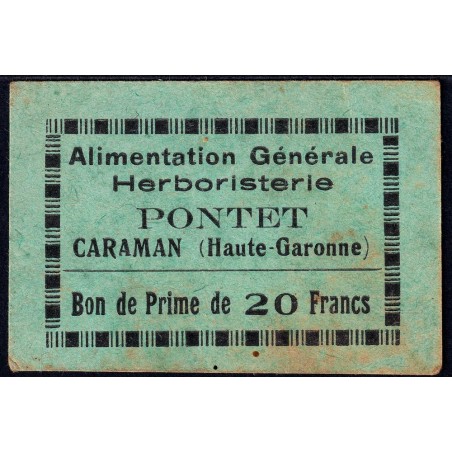 Alimentation Générale
Herboristerie
PONTET
CARAMAN (Haute-Garonne)
Bon de Prime de 20 Francs